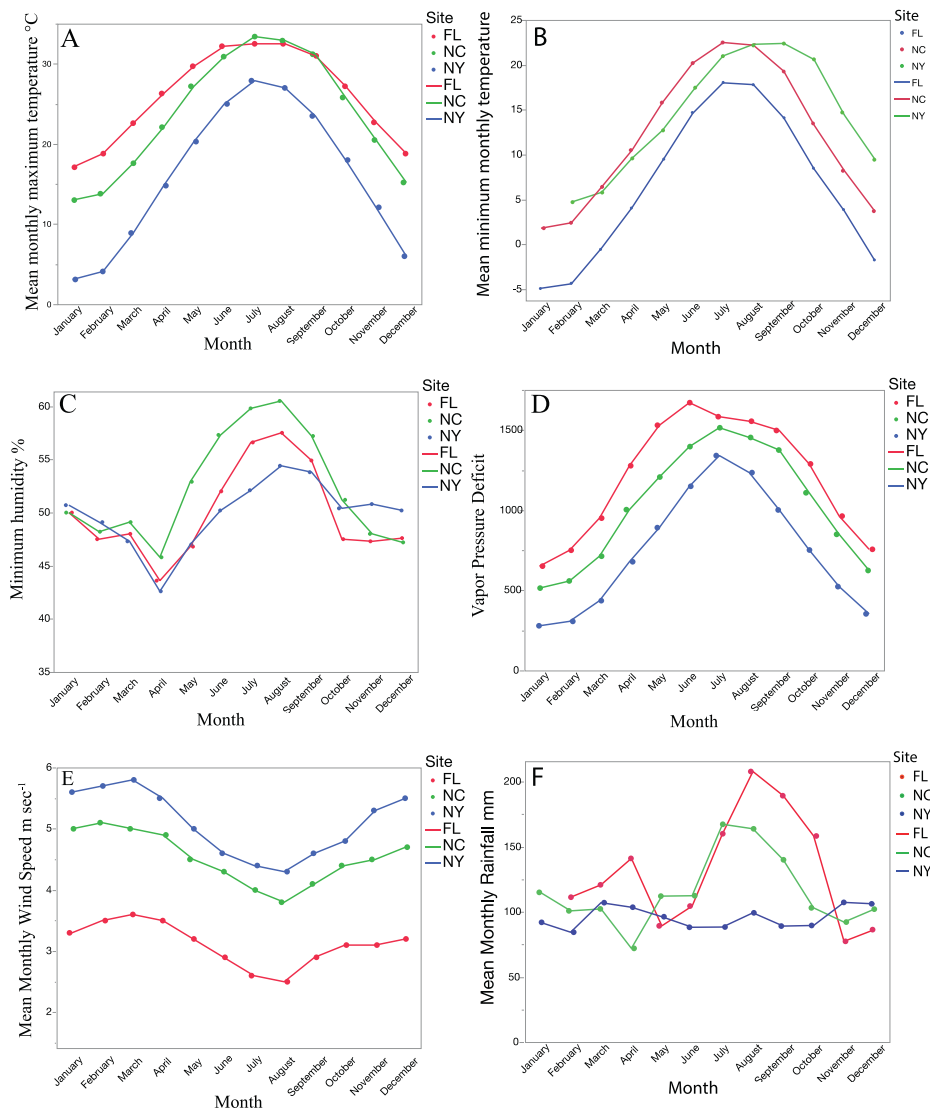 A
Mean monthly maximum temperature °C
30
20
10
0
January
February
March
April
May
June
July
August
September
October
November
December
Month
Site
FL
NC
NY
FL
NC
NY
B
Mean minimum monthly temperature
25
20
15
10
5
0
-5
January
February
March
April
May
June
July
August
September
October
November
December
Month
Site
FL
NC
NY
FL
NC
NY
C
Minimum humidity %
60
55
50
45
40
35
January
February
March
April
May
June
July
August
September
October
November
December
Month
Site
FL
NC
NY
FL
NC
NY
D
Vapor Pressure Deficit
1500
1000
500
0
January
February
March
April
May
June
July
August
September
October
November
December
Month
Site
FL
NC
NY
FL
NC
NY
E
Mean Monthly Wind Speed m sec⁻¹
6
5
4
3
2
January
February
March
April
May
June
July
August
September
October
November
December
Month
Site
FL
NC
NY
FL
NC
NY
F
Mean Monthly Rainfall mm
200
150
100
50
0
January
February
March
April
May
June
July
August
September
October
November
December
Month
Site
FL
NC
NY
FL
NC
NY